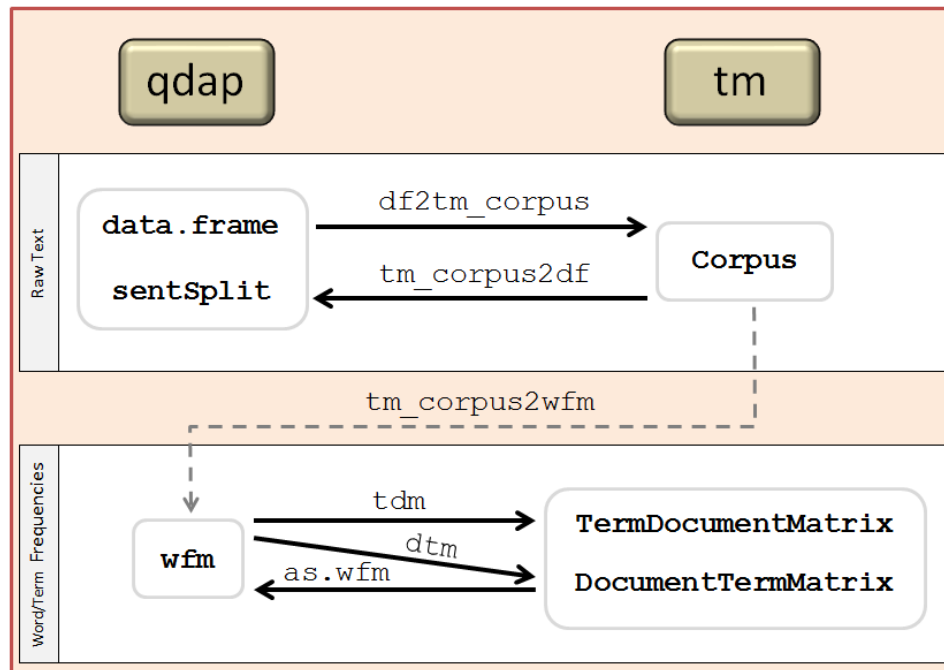 qdap
tm
Raw Text
data.frame
sentSplit
df2tm_corpus
tm_corpus2df
Corpus
tm_corpus2wfm
Word/Term Frequencies
wfm
tdm
dtm
as.wfm
TermDocumentMatrix
DocumentTermMatrix